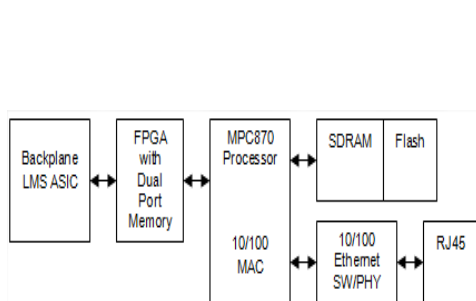 Backplane
LMS ASIC
FPGA
with
Dual
Port
Memory
MPC870
Processor
10/100
MAC
SDRAM
Flash
10/100
Ethernet
SW/PHY
RJ45